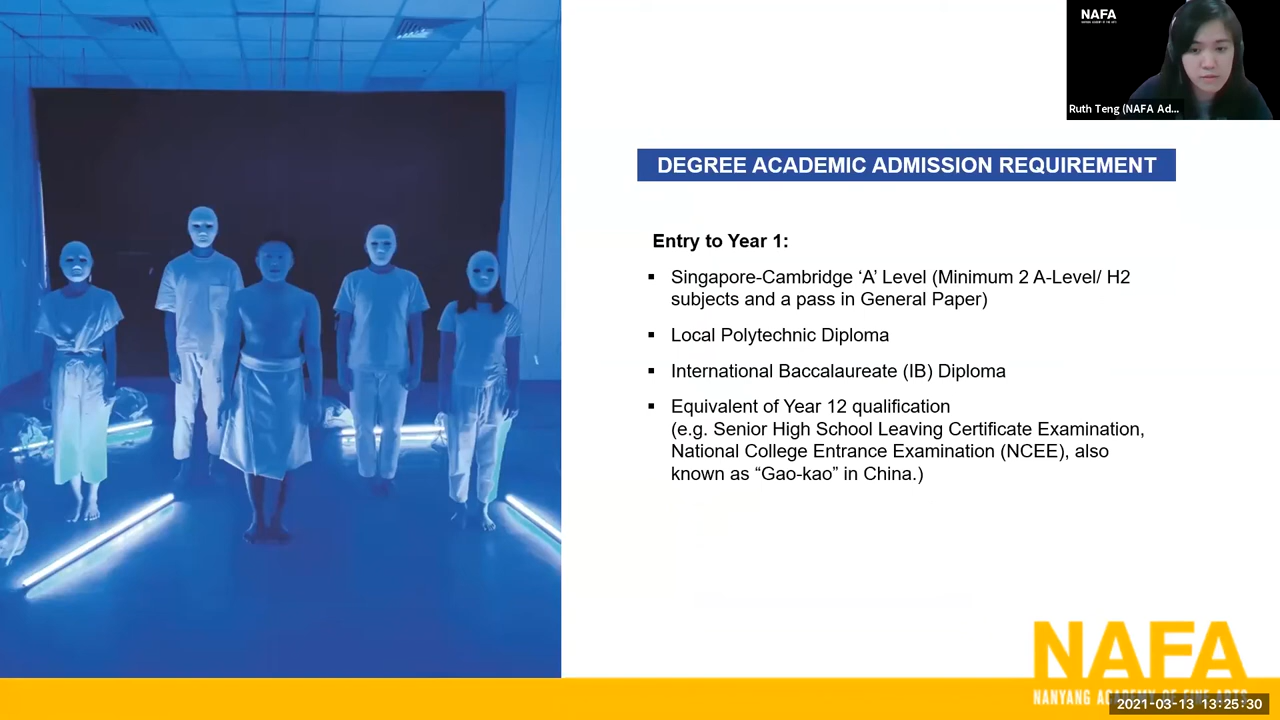 NAFA
Ruth Teng (NAFA Ad...
DEGREE ACADEMIC ADMISSION REQUIREMENT
Entry to Year 1:
▪ Singapore-Cambridge ‘A’ Level (Minimum 2 A-Level/ H2
subjects and a pass in General Paper)
▪ Local Polytechnic Diploma
▪ International Baccalaureate (IB) Diploma
▪ Equivalent of Year 12 qualification
(e.g. Senior High School Leaving Certificate Examination,
National College Entrance Examination (NCEE), also
known as “Gao-kao” in China.)
NAFA
NANYANG ACADEMY OF FINE ARTS
2021-03-13 13:25:30